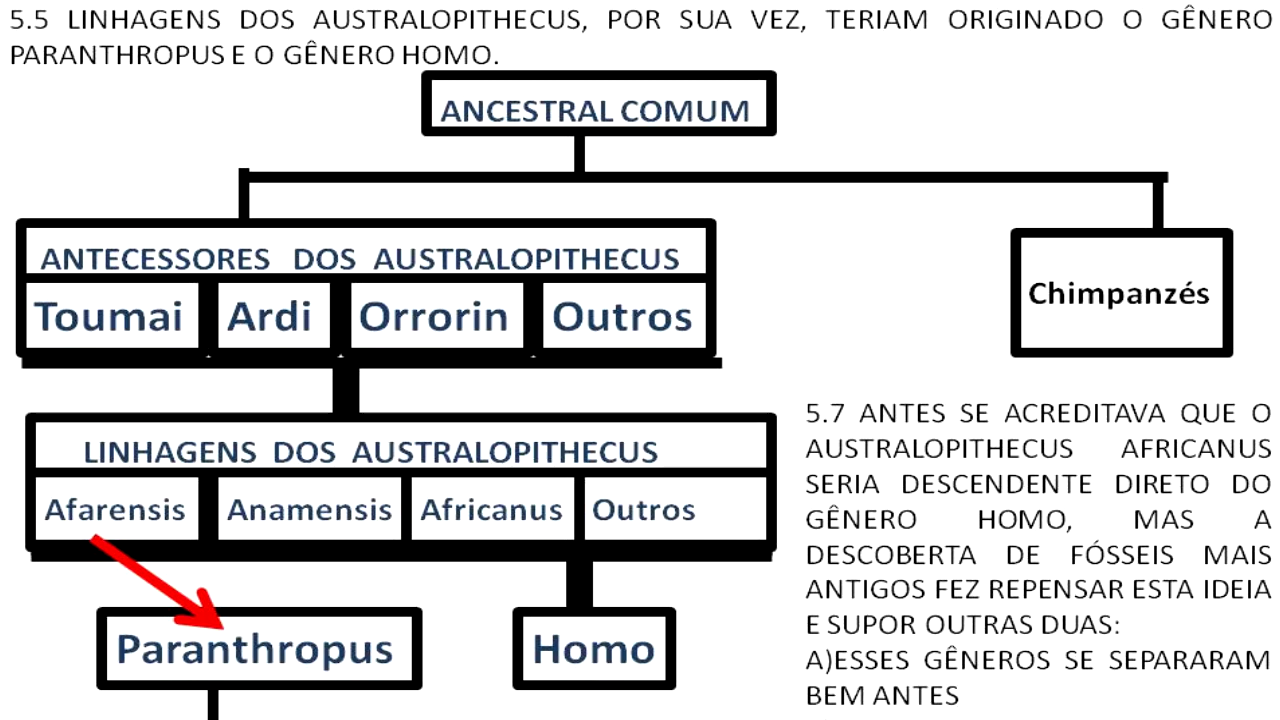 5.5 LINHAGENS DOS AUSTRALOPITHECUS, POR SUA VEZ, TERIAM ORIGINADO O GÊNERO
PARANTHROPUS E O GÊNERO HOMO.
ANCESTRAL COMUM
ANTECESSORES DOS AUSTRALOPITHECUS
Toumai Ardi Orrorin Outros
Chimpanzés
LINHAGENS DOS AUSTRALOPITHECUS
Afarensis Anamensis Africanus Outros
Paranthropus Homo
5.7 ANTES SE ACREDITAVA QUE O
AUSTRALOPITHECUS AFRICANUS
SERIA DESCENDENTE DIRETO DO
GÊNERO HOMO, MAS A
DESCOBERTA DE FÓSSEIS MAIS
ANTIGOS FEZ REPENSAR ESTA IDEIA
E SUPOR OUTRAS DUAS:
A)ESSES GÊNEROS SE SEPARARAM
BEM ANTES